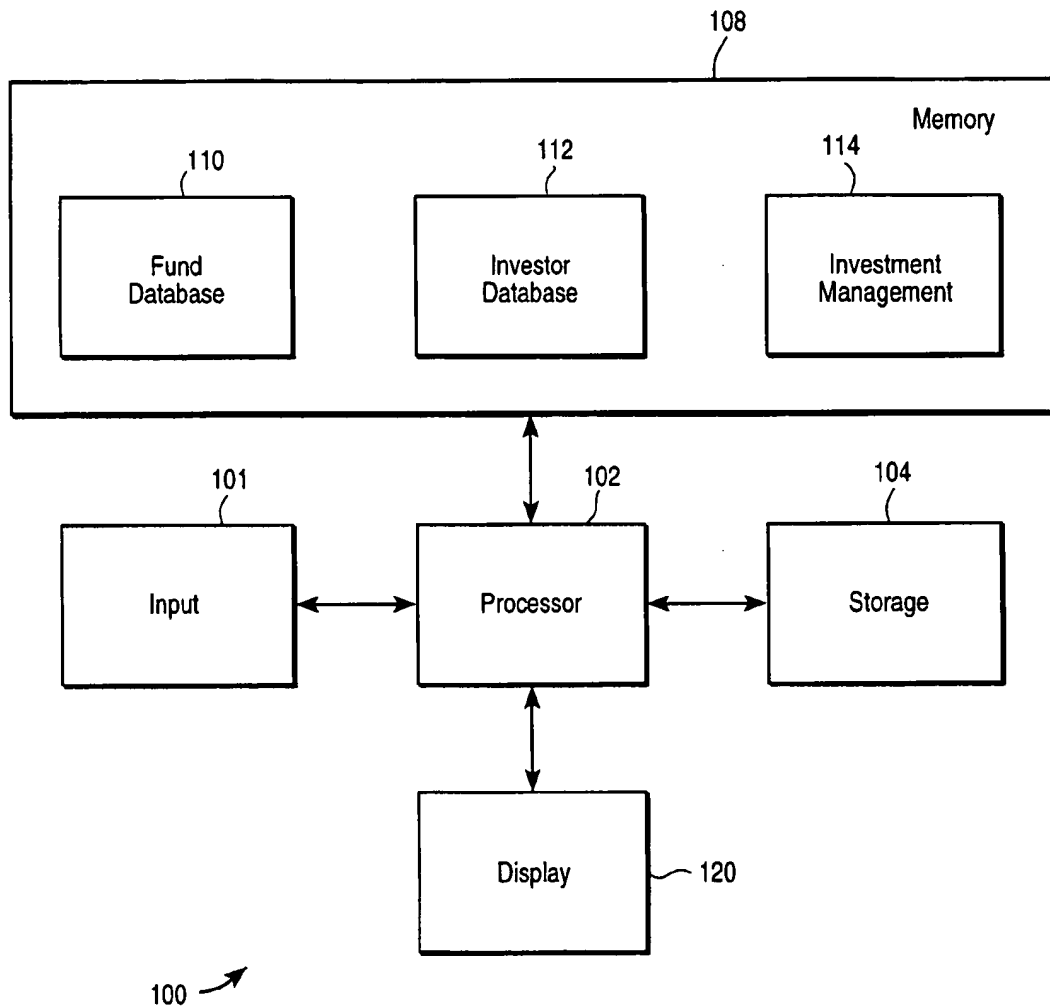 108
Memory
110
112
114
Fund
Database
Investor
Database
Investment
Management
101
102
104
Input
Processor
Storage
Display
120
100